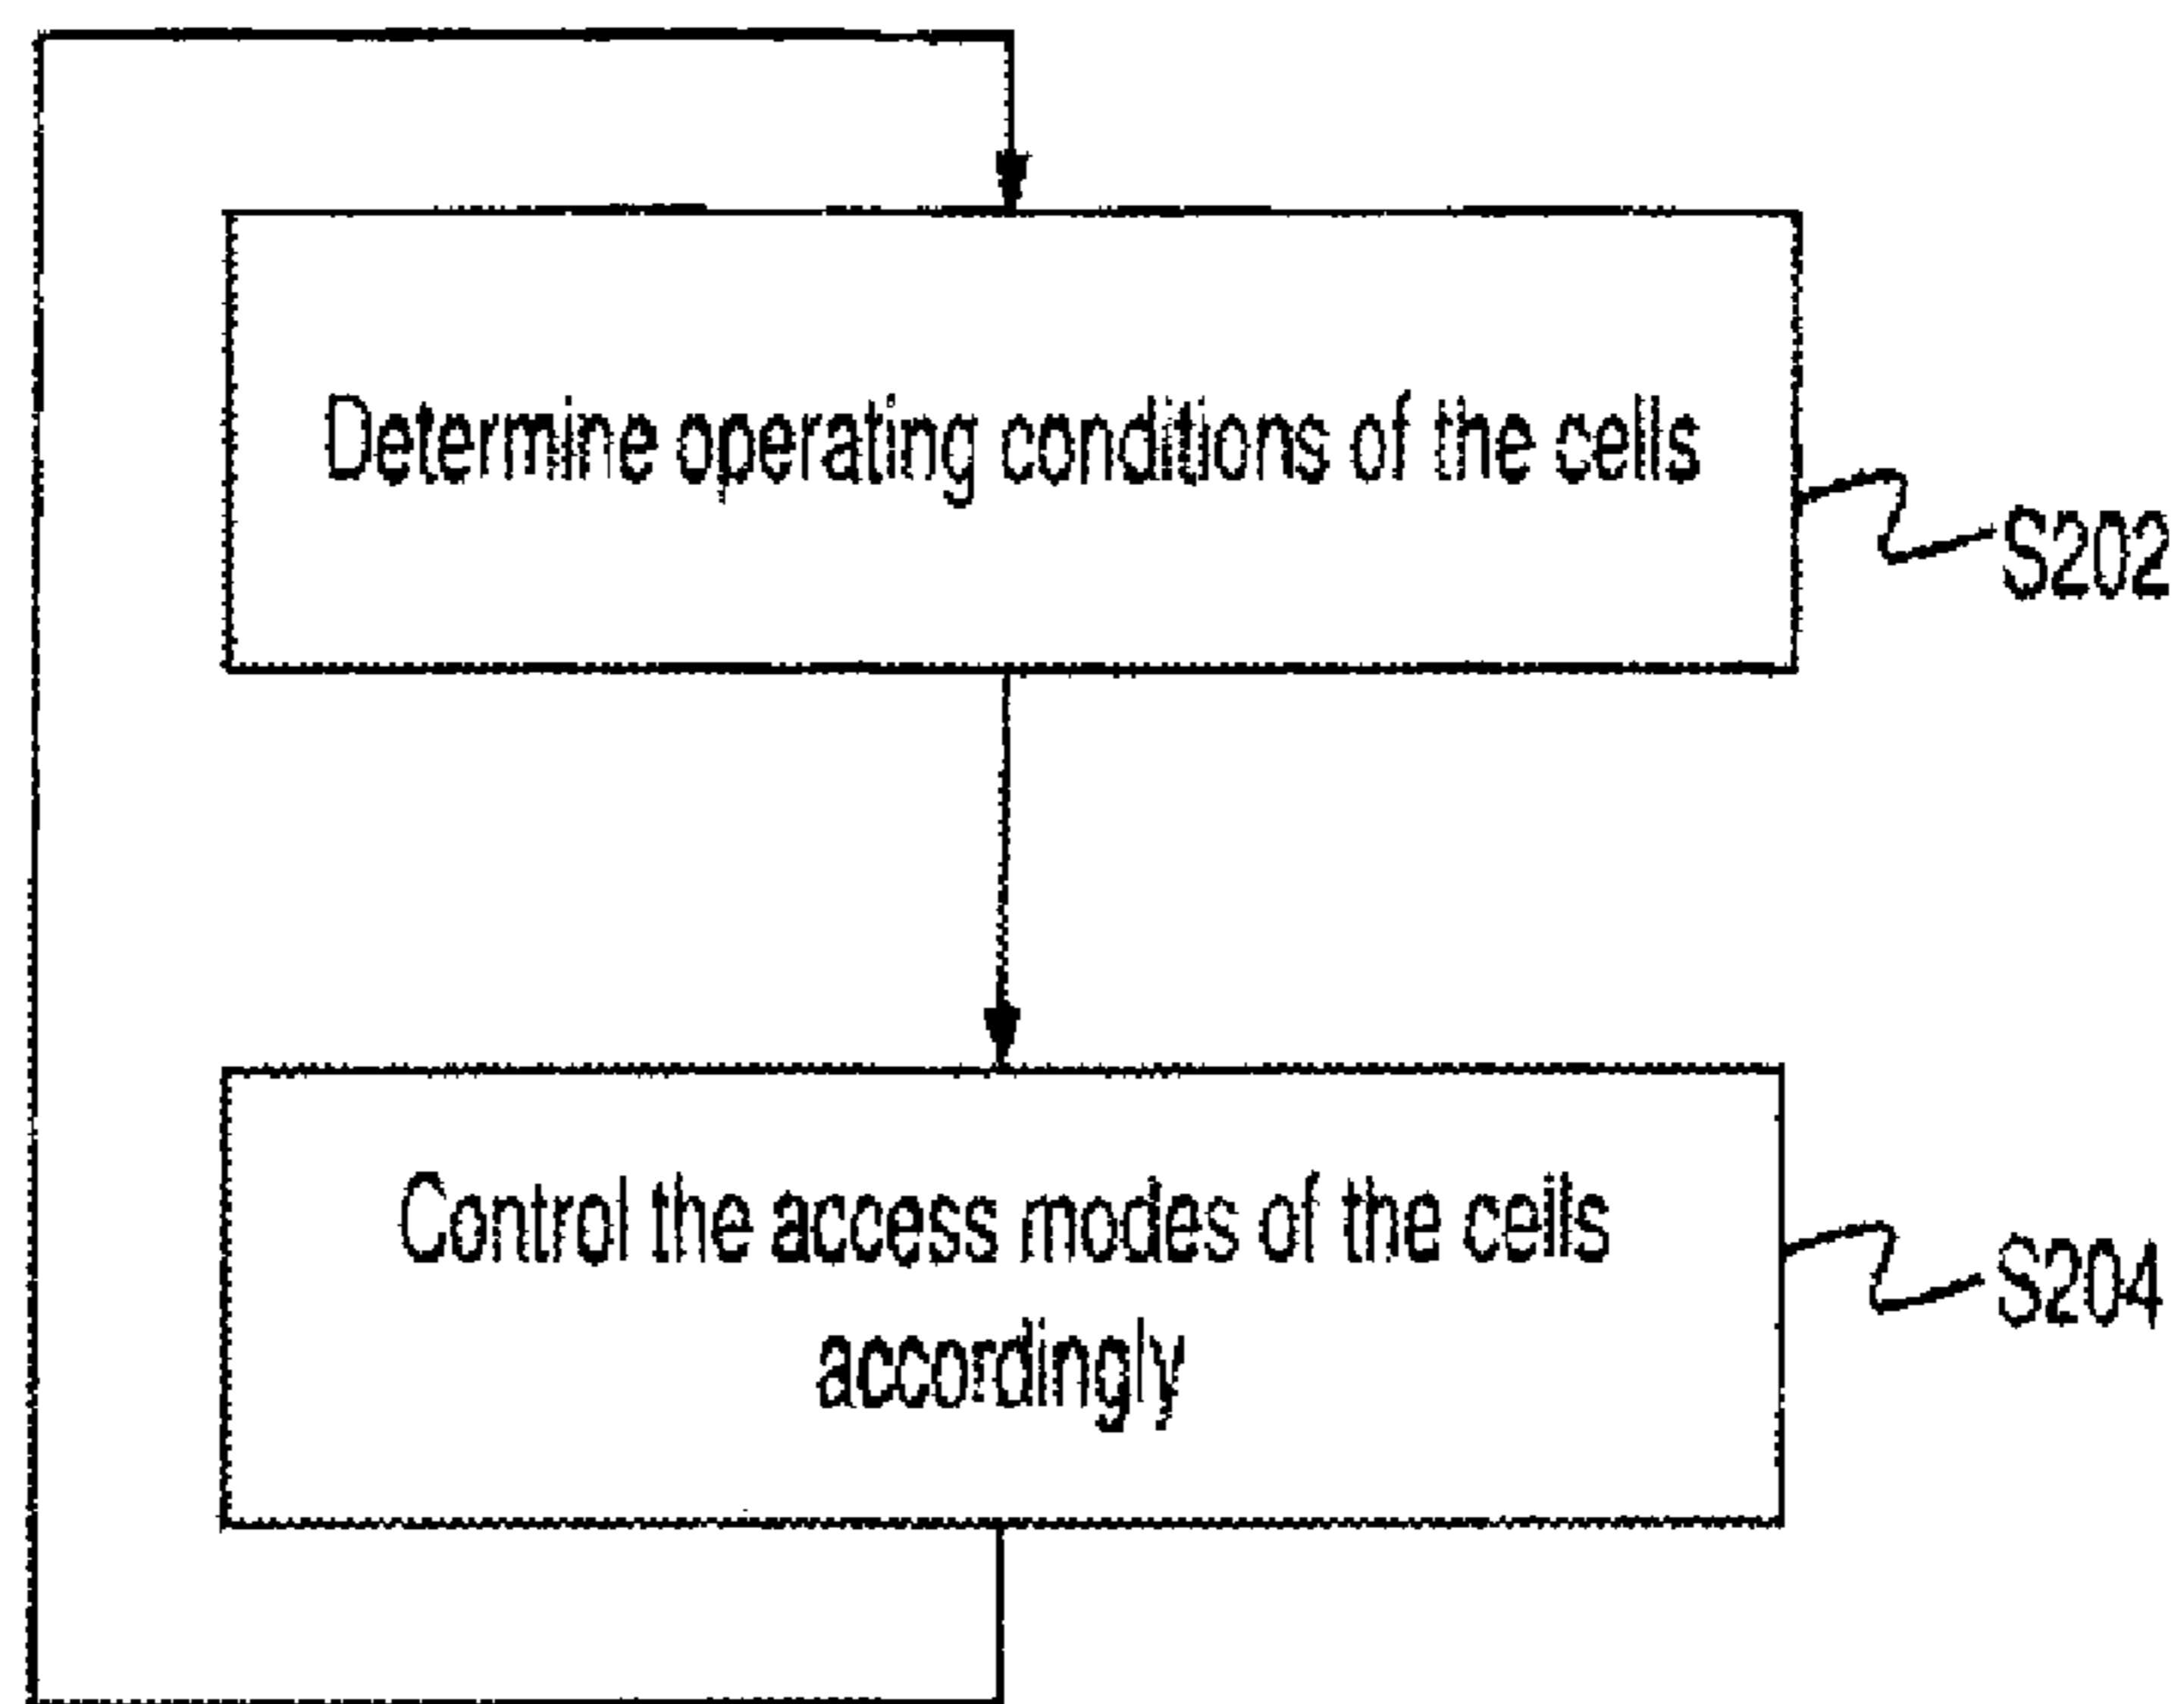 Determine operating conditions of the cells
S202
Control the access modes of the cells
accordingly
S204